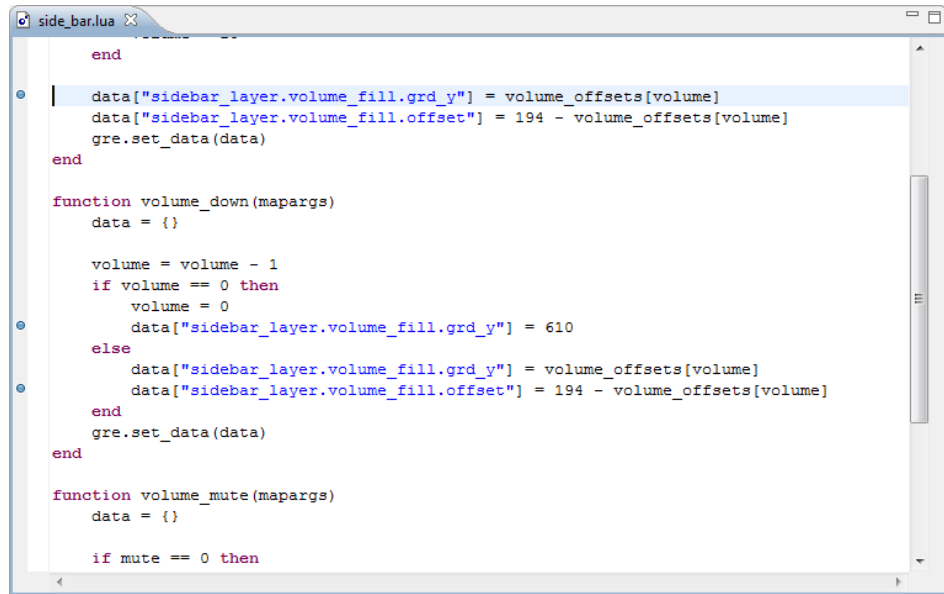 side_bar.lua
end
data["sidebar_layer.volume_fill.grd_y"] = volume_offsets[volume]
data["sidebar_layer.volume_fill.offset"] = 194 - volume_offsets[volume]
gre.set_data(data)
end
function volume_down(mapargs)
data = {}
volume = volume - 1
if volume == 0 then
volume = 0
data["sidebar_layer.volume_fill.grd_y"] = 610
else
data["sidebar_layer.volume_fill.grd_y"] = volume_offsets[volume]
data["sidebar_layer.volume_fill.offset"] = 194 - volume_offsets[volume]
end
gre.set_data(data)
end
function volume_mute(mapargs)
data = {}
if mute == 0 then